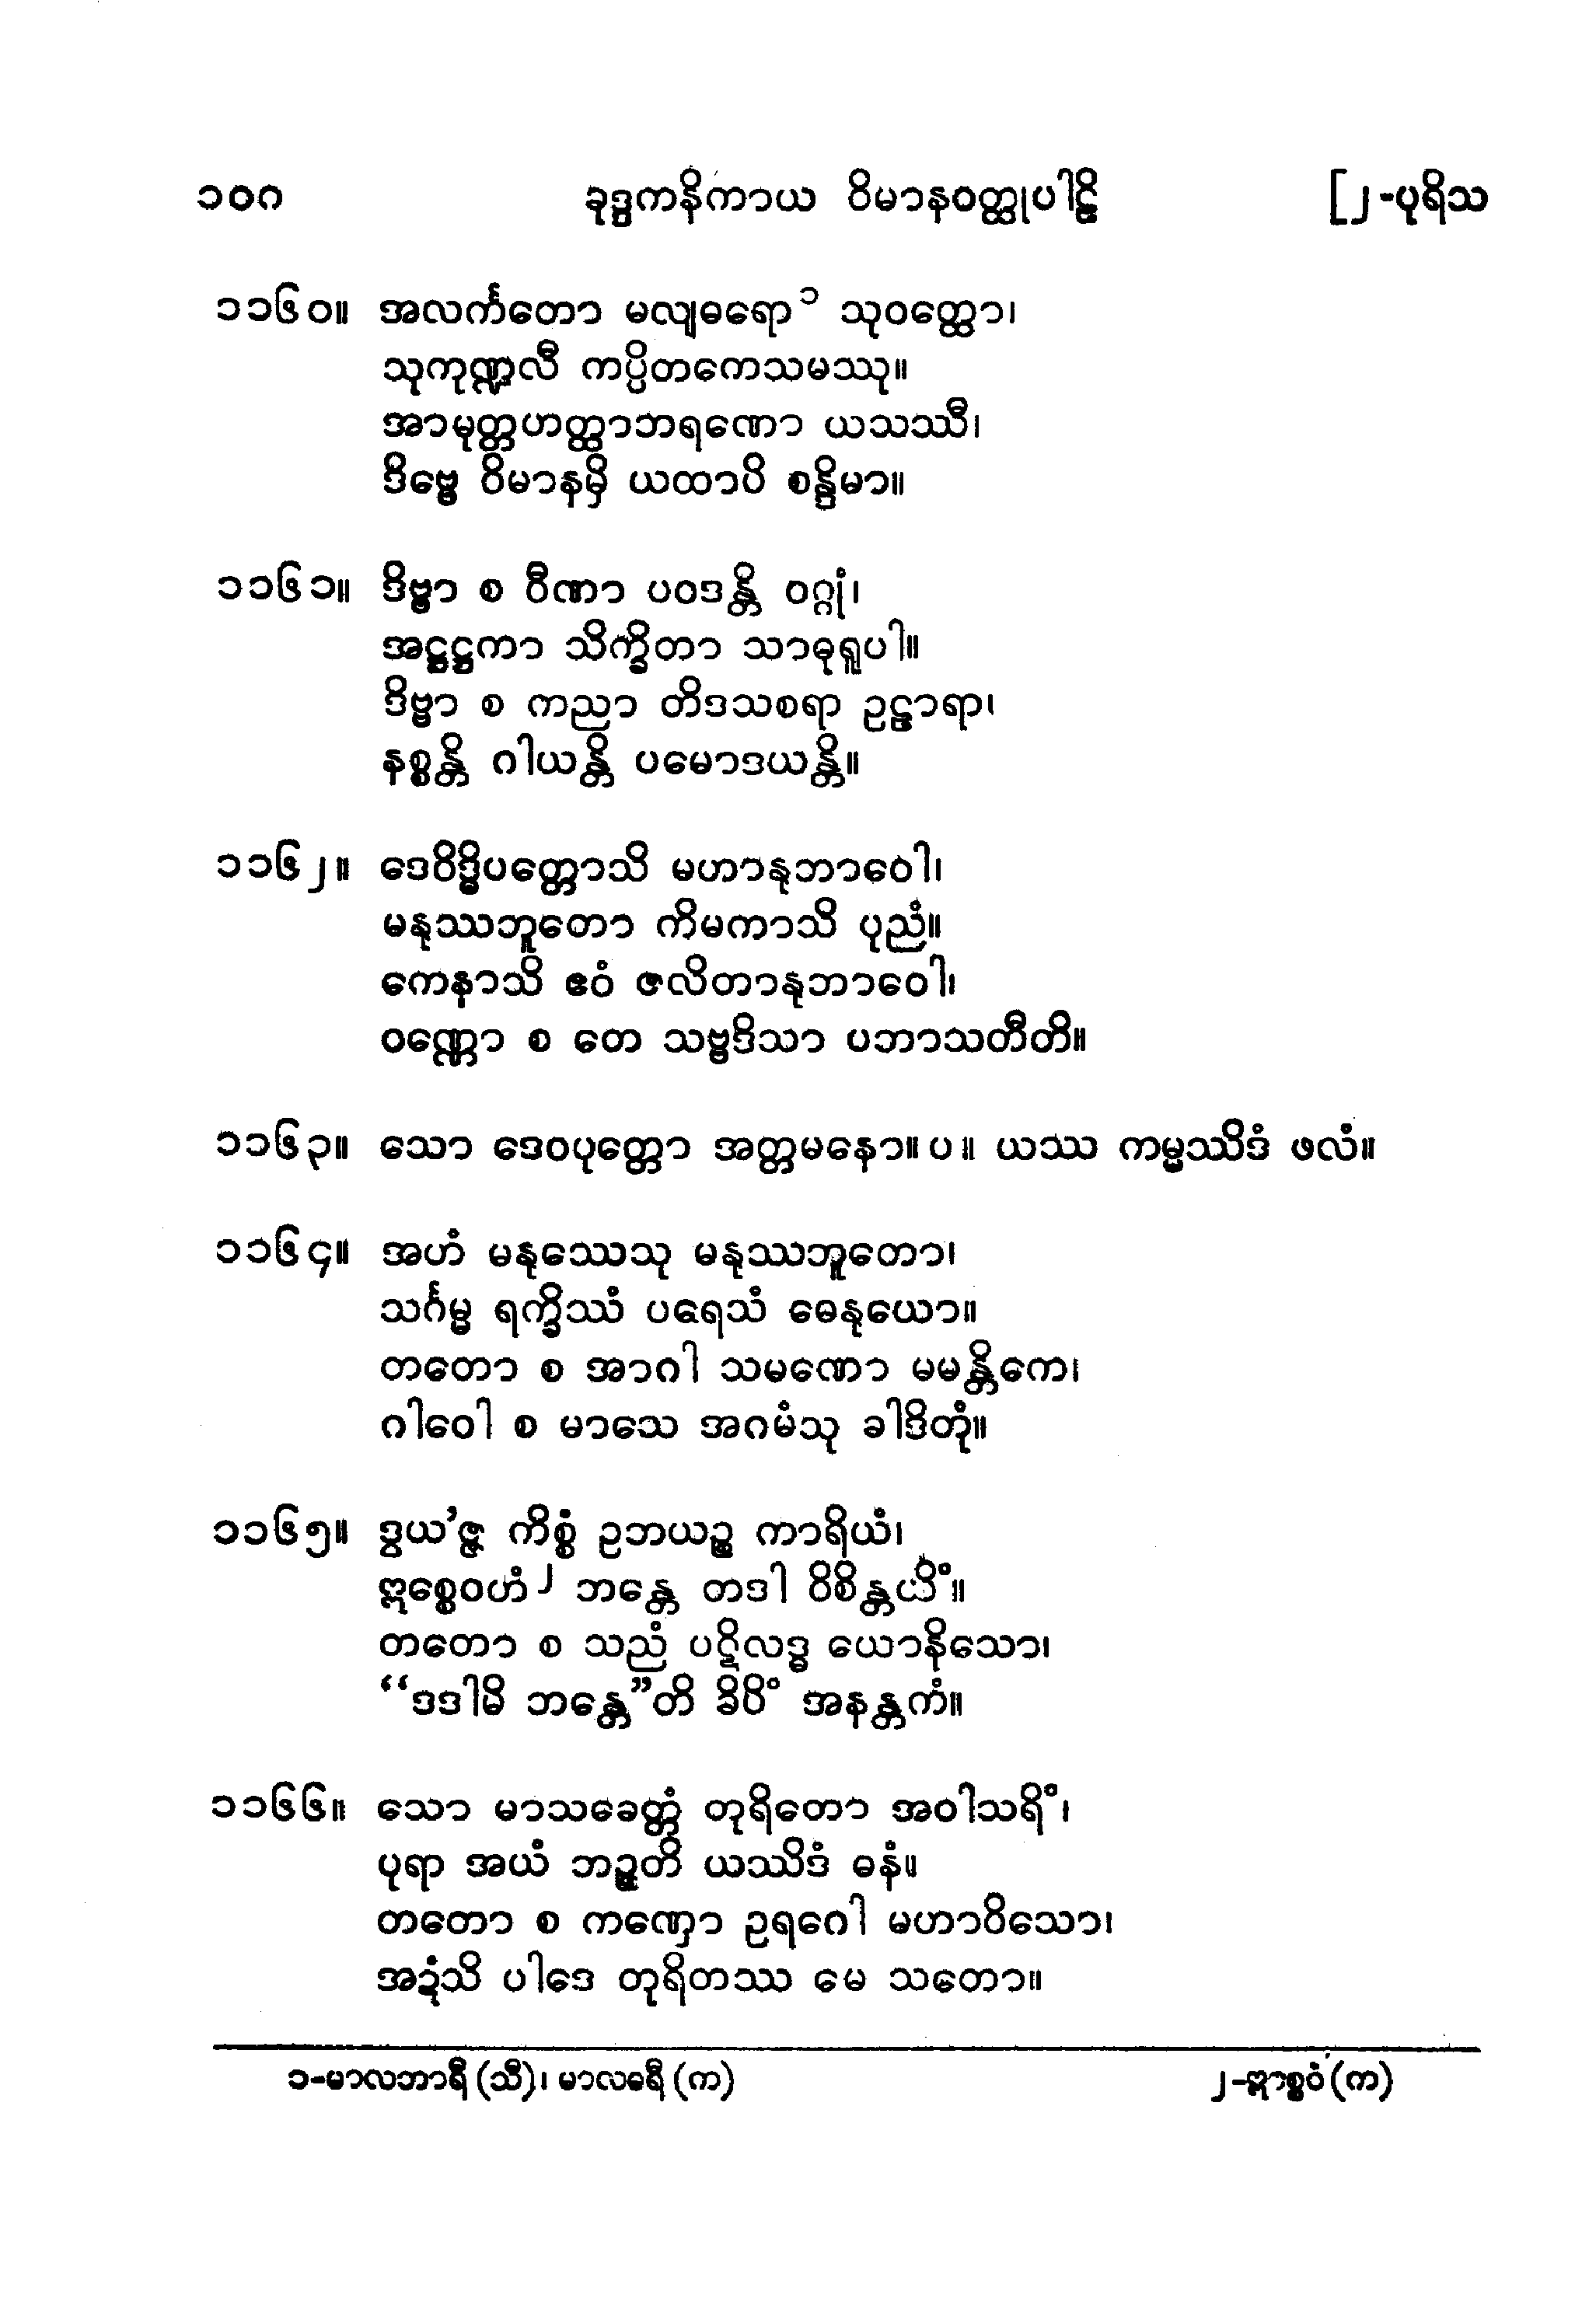 ၁၀ဂ ခုဒ္ဒကနိကာယ ဝိမာနဝတ္ထုပါဠိ [၂-ပုရိသ
၁၁၆၀။ အလင်္ကတော မလျဓရော ၁ သုဝတ္ထော၊
သုကုဏ္ဍလီ ကပ္ပိတကေသမဿု။
အာမုတ္တဟတ္ထာဘရဏော ယသဿီ၊
ဒိဗ္ဗေ ဝိမာနမှိ ယထာပိ စန္ဒိမာ။
၁၁၆၁။ ဒိဗ္ဗာ စ ဝီဏာ ပဝဒန္တိ ဝဂ္ဂုံ၊
အဋ္ဌဋ္ဌကာ သိက္ခိတာ သာဓုရူပါ။
ဒိဗ္ဗာ စ ကညာ တိဒသစရာ ဥဠာရာ၊
နစ္စန္တိ ဂါယန္တိ ပမောဒယန္တိ။
၁၁၆၂။ ဒေဝိဒ္ဓိပတ္တောသိ မဟာနုဘာဝေါ၊
မနုဿဘူတော ကိမကာသိ ပုညံ။
ကေနာသိ ဧဝံ ဇလိတာနုဘာဝေါ၊
ဝဏ္ဏော စ တေ သဗ္ဗဒိသာ ပဘာသတီတိ။
၁၁၆၃။ သော ဒေဝပုတ္တော အတ္တမနော။ပ။ ယဿ ကမ္မဿိဒံ ဖလံ။
၁၁၆၄။ အဟံ မနုဿေသု မနုဿဘူတော၊
သင်္ဂမ္မ ရက္ခိဿံ ပရေသံ ဓေနုယော။
တတော စ အာဂါ သမဏော မမန္တိကေ၊
ဂါဝေါ စ မာသေ အဂမံသု ခါဒိတုံ။
၁၁၆၅။ ဒွယ’ဇ္ဇ ကိစ္စံ ဥဘယဉ္စ ကာရိယံ၊
ဣစ္စေဝဟံ ၂ ဘန္တေ တဒါ ဝိစိန္တယိံ။
တတော စ သညံ ပဋိလဒ္ဓ ယောနိသော၊
“ဒဒါမိ ဘန္တေ”တိ ခိပိံ အနန္တကံ။
၁၁၆၆။ သော မာသခေတ္တံ တုရိတော အဝါသရိံ၊
ပုရာ အယံ ဘဉ္ဇတိ ယဿိဒံ ဓနံ။
တတော စ ကဏှော ဥရဂေါ မဟာဝိသော၊
အဍံသိ ပါဒေ တုရိတဿ မေ သတော။
၁-မာလဘာရီ (သီ)၊ မာလဓရီ (က) ၂-ဣာစ္စဝံ (က)